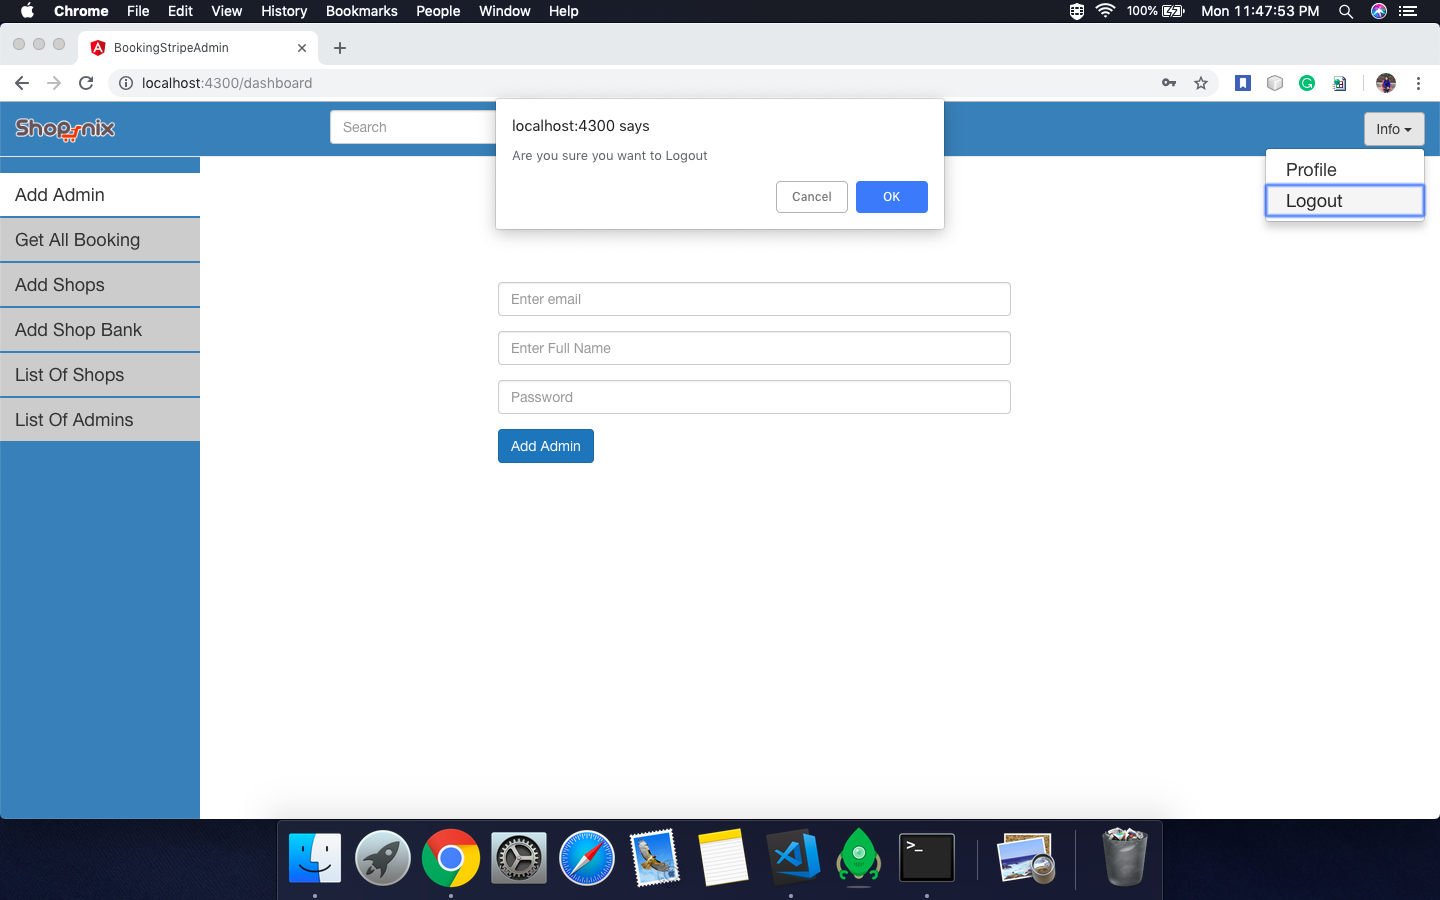 Chrome File Edit View History Bookmarks People Window Help 100% Mon 11:47:53 PM
BookingStripeAdmin
localhost:4300/dashboard
Shopnix Search Info
localhost:4300 says
Are you sure you want to Logout
Cancel OK
Profile
Logout
Add Admin
Get All Booking
Add Shops
Add Shop Bank
List Of Shops
List Of Admins
Enter email
Enter Full Name
Password
Add Admin
>_